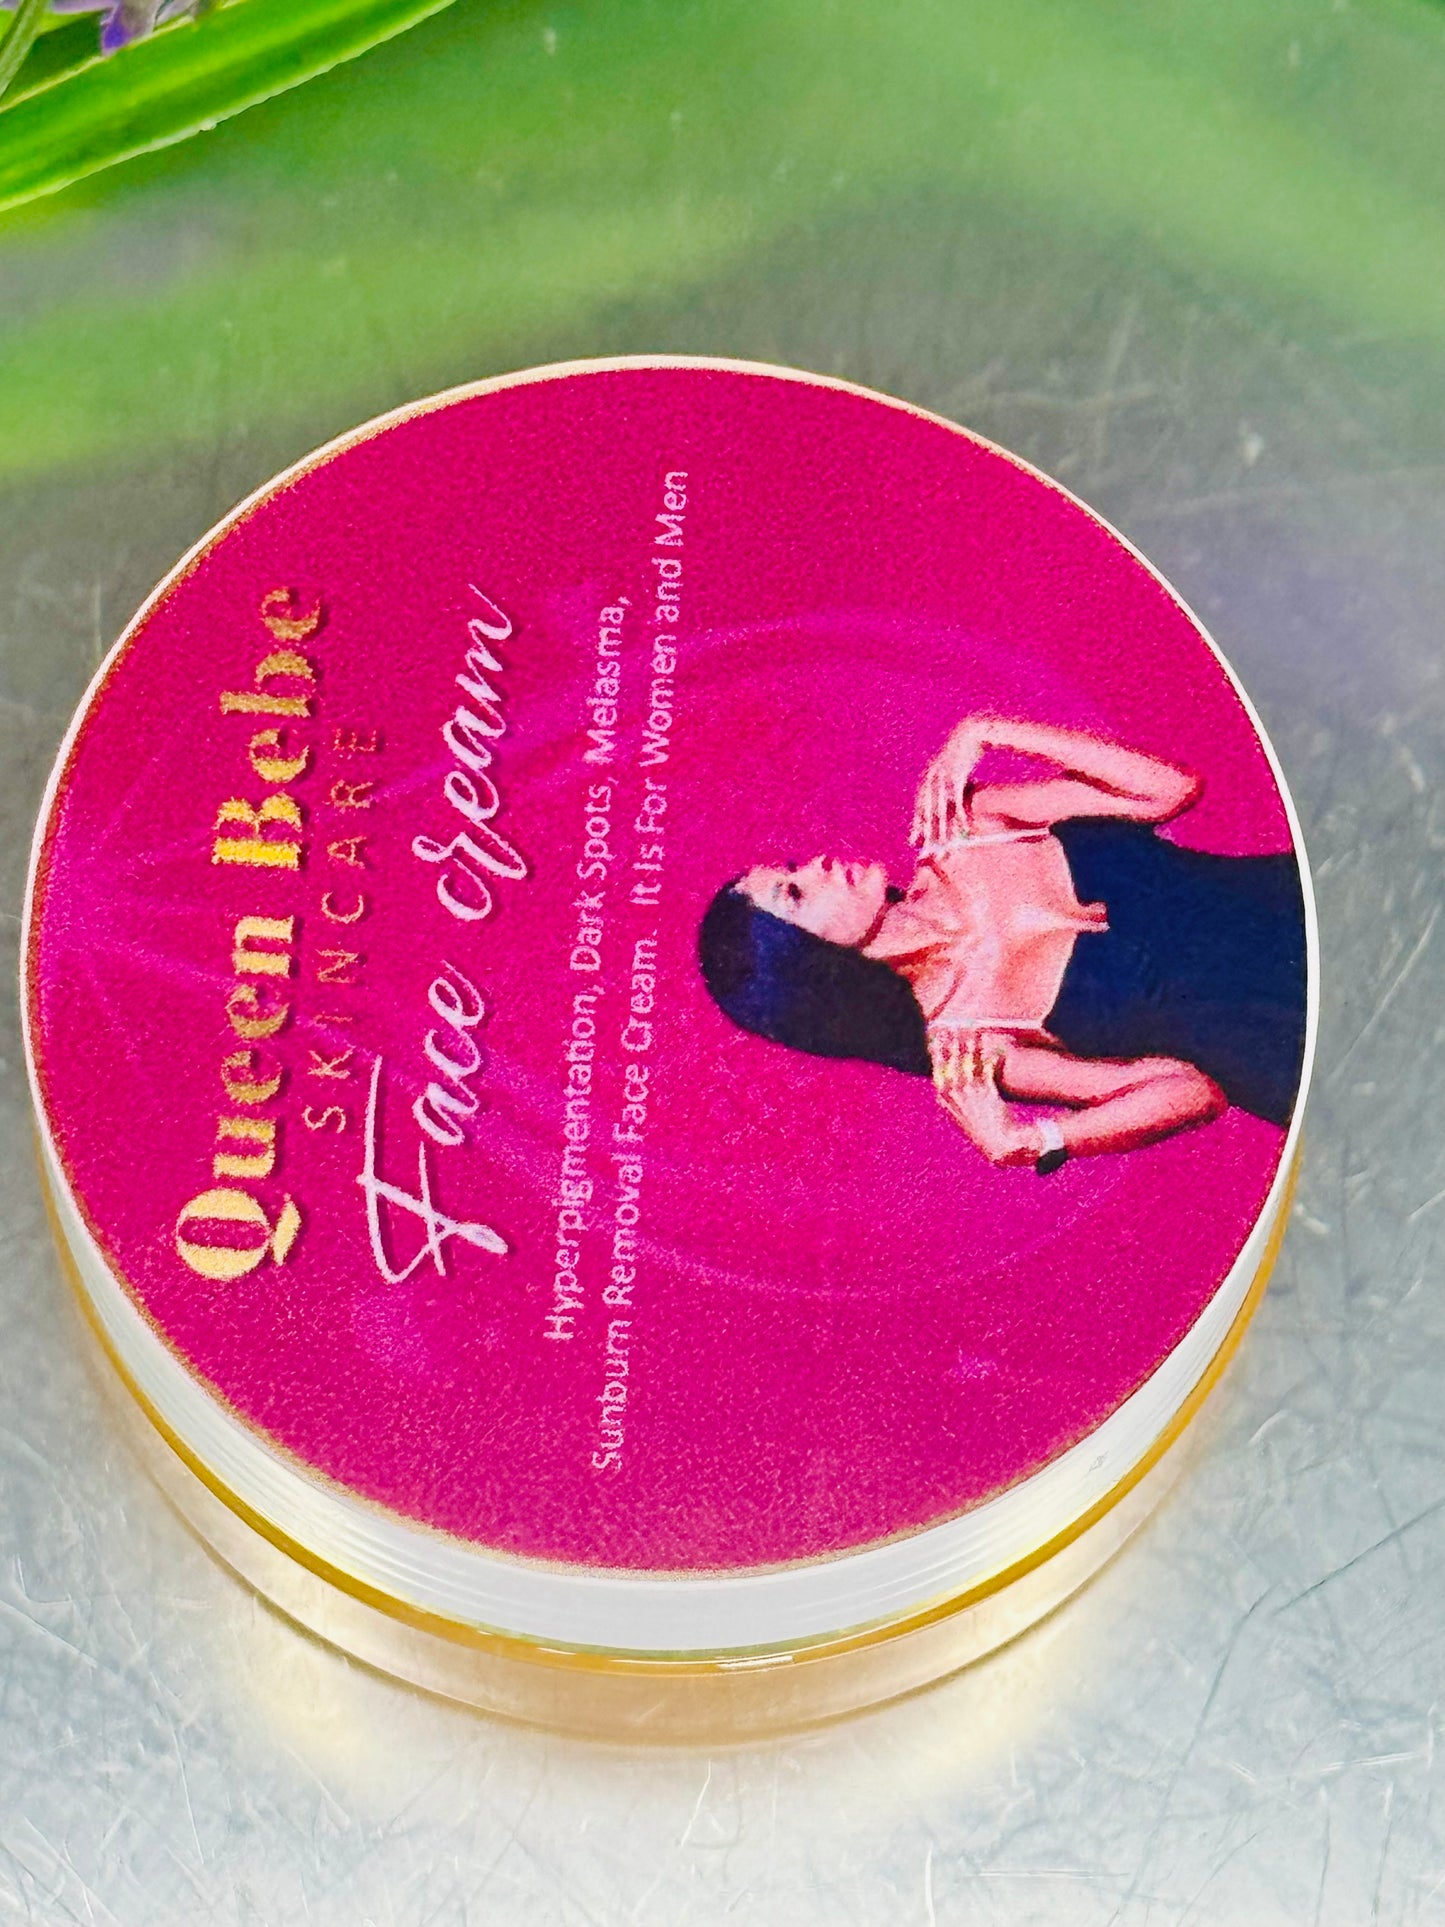 Queen Bebe
SKINCARE
Face cream
Hyperpigmentation, Dark Spots, Melasma,
Sunburn Removal Face Cream. It Is For Women and Men